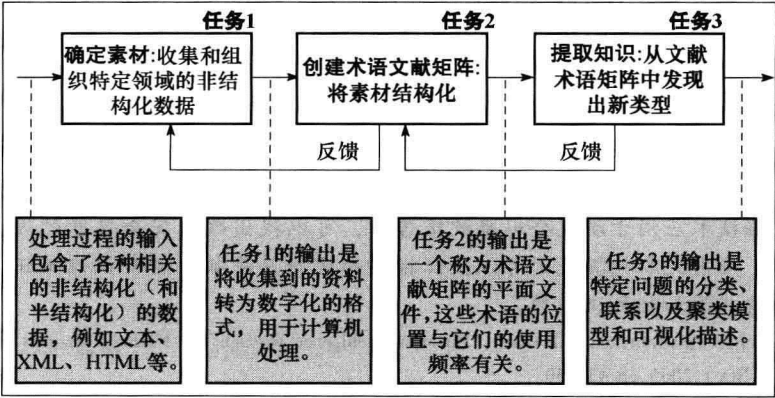 任务1
任务2
任务3
确定素材:收集和组
织特定领域的非结
构化数据
创建术语文献矩阵:
将素材结构化
提取知识:从文献
术语矩阵中发现
出新类型
反馈
反馈
处理过程的输入
包含了各种相关
的非结构化（和
半结构化）的数
据，例如文本、
XML、HTML等。
任务1的输出是
将收集到的资料
转为数字化的格
式，用于计算机
处理。
任务2的输出是
一个称为术语文
献矩阵的平面文
件,这些术语的位
置与它们的使用
频率有关。
任务3的输出是
特定问题的分类、
联系以及聚类模
型和可视化描述。